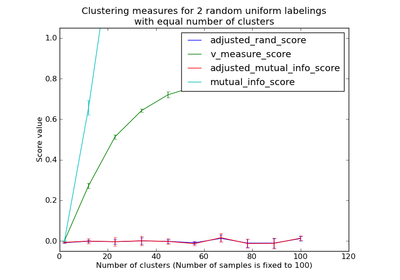 Clustering measures for 2 random uniform labelings
with equal number of clusters
1.0
0.8
0.6
0.4
0.2
0.0
Score value
adjusted_rand_score
v_measure_score
adjusted_mutual_info_score
mutual_info_score
0 20 40 60 80 100 120
Number of clusters (Number of samples is fixed to 100)